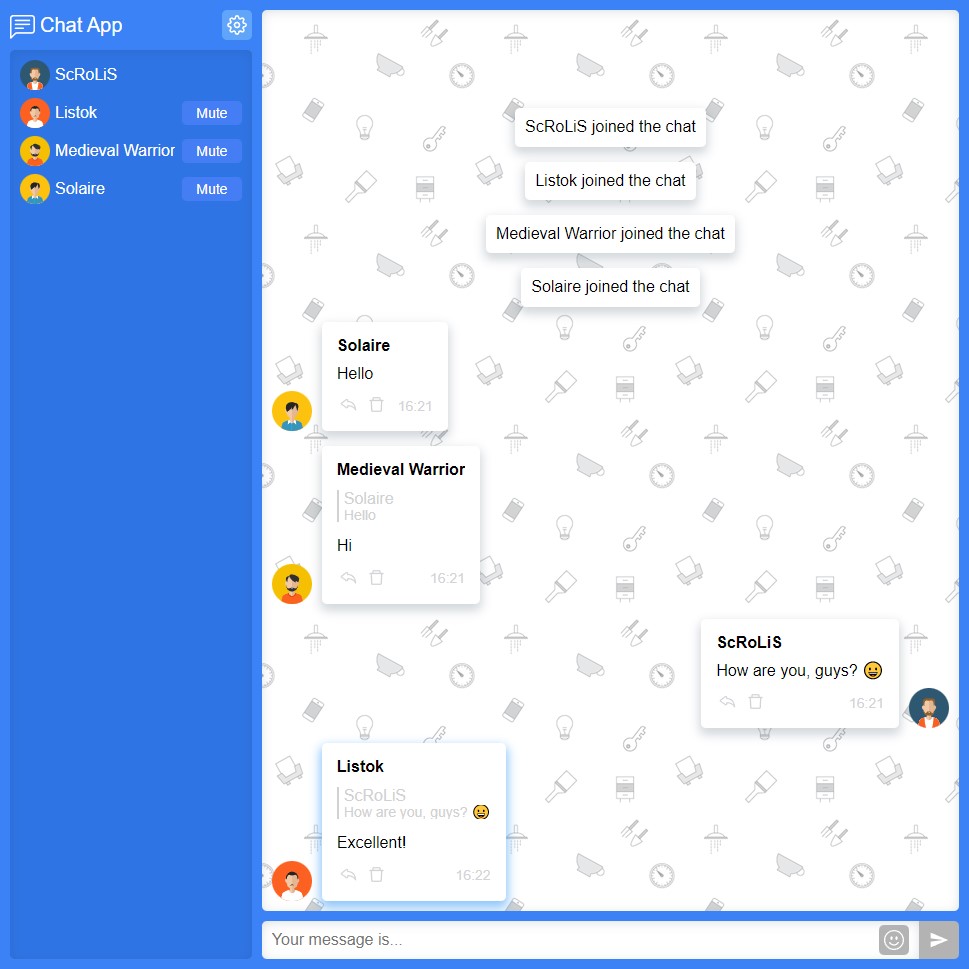 Chat App
ScRoLiS
Listok
Mute
Medieval Warrior
Mute
Solaire
Mute
ScRoLiS joined the chat
Listok joined the chat
Medieval Warrior joined the chat
Solaire joined the chat
Solaire
Hello
16:21
Medieval Warrior
Solaire
Hello
Hi
16:21
ScRoLiS
How are you, guys? 😀
16:21
Listok
ScRoLiS
How are you, guys? 😀
Excellent!
16:22
Your message is...